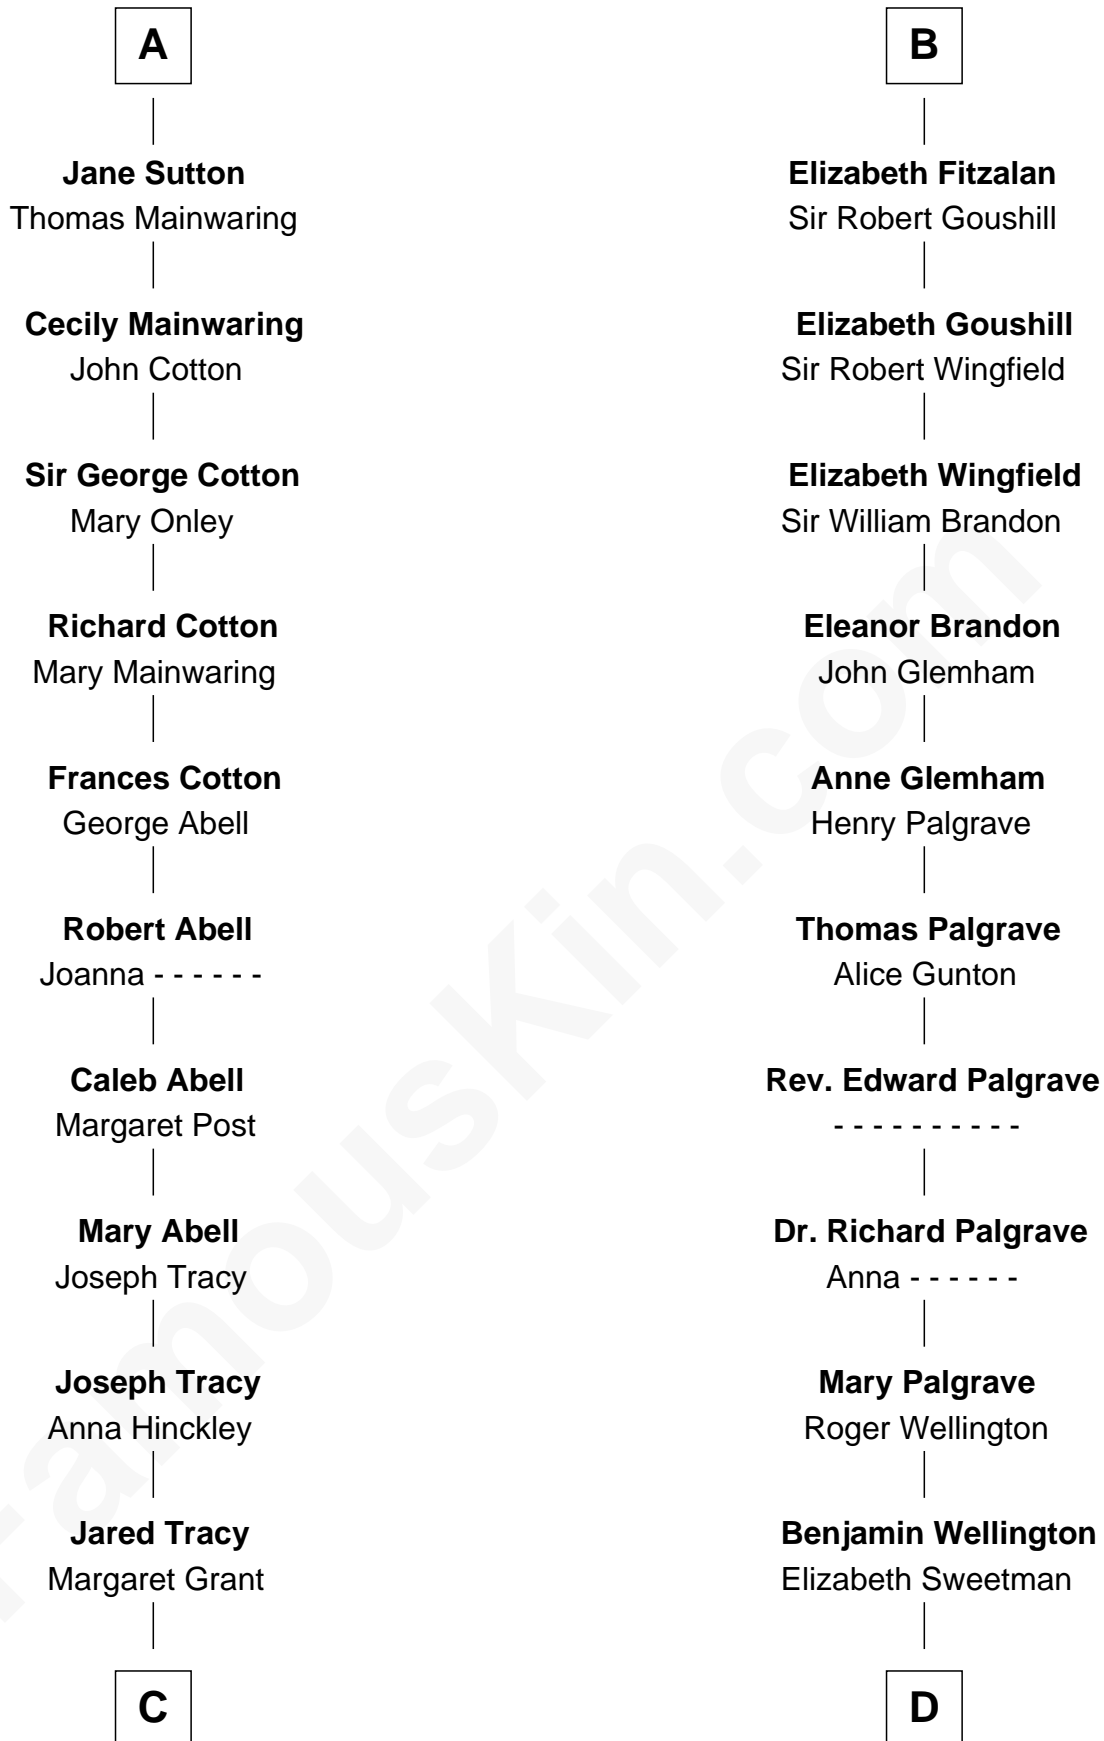 A
Jane Sutton
Thomas Mainwaring
Cecily Mainwaring
John Cotton
Sir George Cotton
Mary Onley
Richard Cotton
Mary Mainwaring
Frances Cotton
George Abell
Robert Abell
Joanna - - - - - -
Caleb Abell
Margaret Post
Mary Abell
Joseph Tracy
Joseph Tracy
Anna Hinckley
Jared Tracy
Margaret Grant
C
B
Elizabeth Fitzalan
Sir Robert Goushill
Elizabeth Goushill
Sir Robert Wingfield
Elizabeth Wingfield
Sir William Brandon
Eleanor Brandon
John Glemham
Anne Glemham
Henry Palgrave
Thomas Palgrave
Alice Gunton
Rev. Edward Palgrave
- - - - - - - - - -
Dr. Richard Palgrave
Anna - - - - - -
Mary Palgrave
Roger Wellington
Benjamin Wellington
Elizabeth Sweetman
D
FamousKin.com